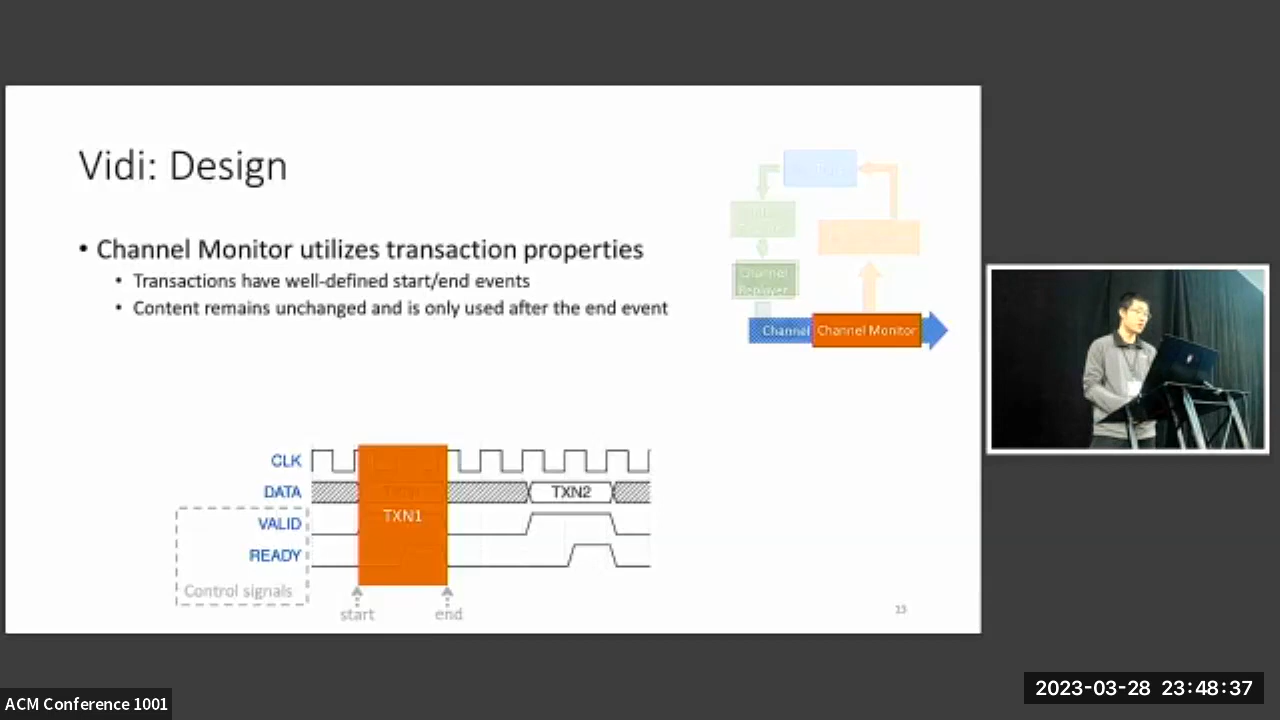 Vidi: Design
• Channel Monitor utilizes transaction properties
• Transactions have well-defined start/end events
• Content remains unchanged and is only used after the end event
Channel
Replayer
Channel
Channel Monitor
CLK
DATA
TXN2
TXN1
VALID
READY
Control signals
start
end
13
2023-03-28 23:48:37
ACM Conference 1001